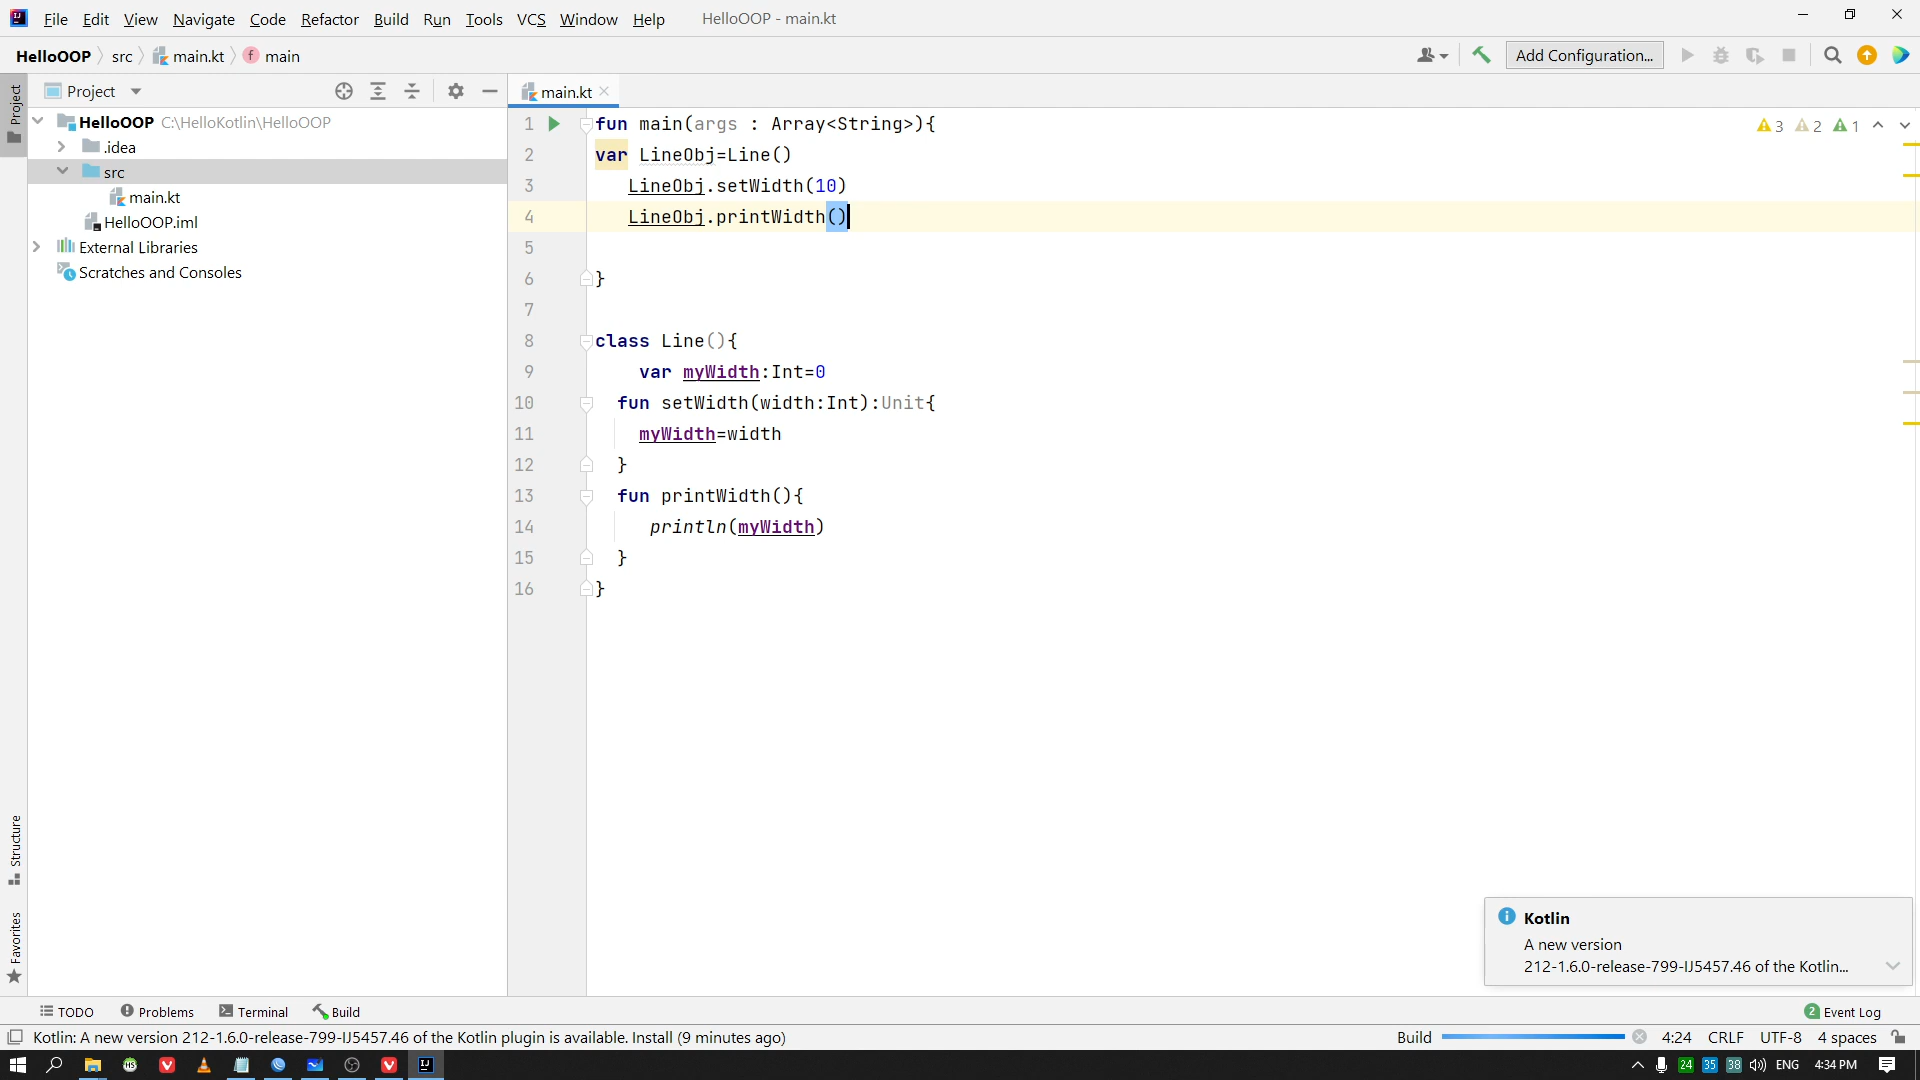 File Edit View Navigate Code Refactor Build Run Tools VCS Window Help HelloOOP - main.kt
HelloOOP src main.kt f main Add Configuration...
Project
Project
main.kt
HelloOOP C:\HelloKotlin\HelloOOP
.idea
src
main.kt
HelloOOP.iml
External Libraries
Scratches and Consoles
3 2 1
1 fun main(args : Array<String>){
2 var LineObj=Line()
3 LineObj.setWidth(10)
4 LineObj.printWidth()
5
6 }
7
8 class Line(){
9 var myWidth:Int=0
10 fun setWidth(width:Int):Unit{
11 myWidth=width
12 }
13 fun printWidth(){
14 println(myWidth)
15 }
16 }
Structure
Favorites
Kotlin
A new version
212-1.6.0-release-799-IJ5457.46 of the Kotlin...
TODO Problems Terminal Build 2 Event Log
Kotlin: A new version 212-1.6.0-release-799-IJ5457.46 of the Kotlin plugin is available. Install (9 minutes ago) Build 4:24 CRLF UTF-8 4 spaces
24 35 38 ENG 4:34 PM